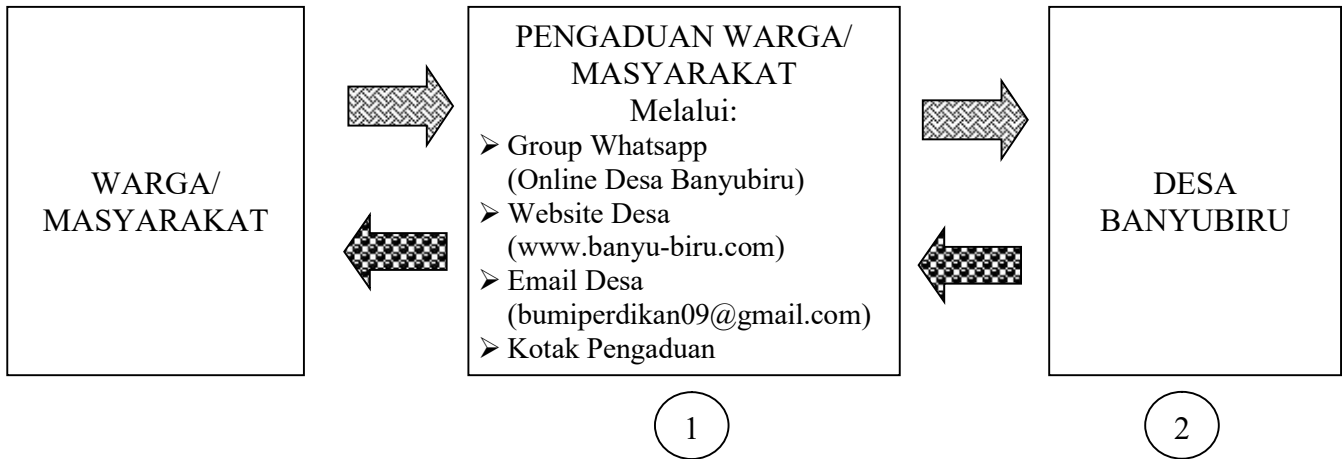 WARGA/
MASYARAKAT
PENGADUAN WARGA/
MASYARAKAT
Melalui:
➢ Group Whatsapp
(Online Desa Banyubiru)
➢ Website Desa
(www.banyu-biru.com)
➢ Email Desa
(bumiperdikan09@gmail.com)
➢ Kotak Pengaduan
DESA
BANYUBIRU
1
2